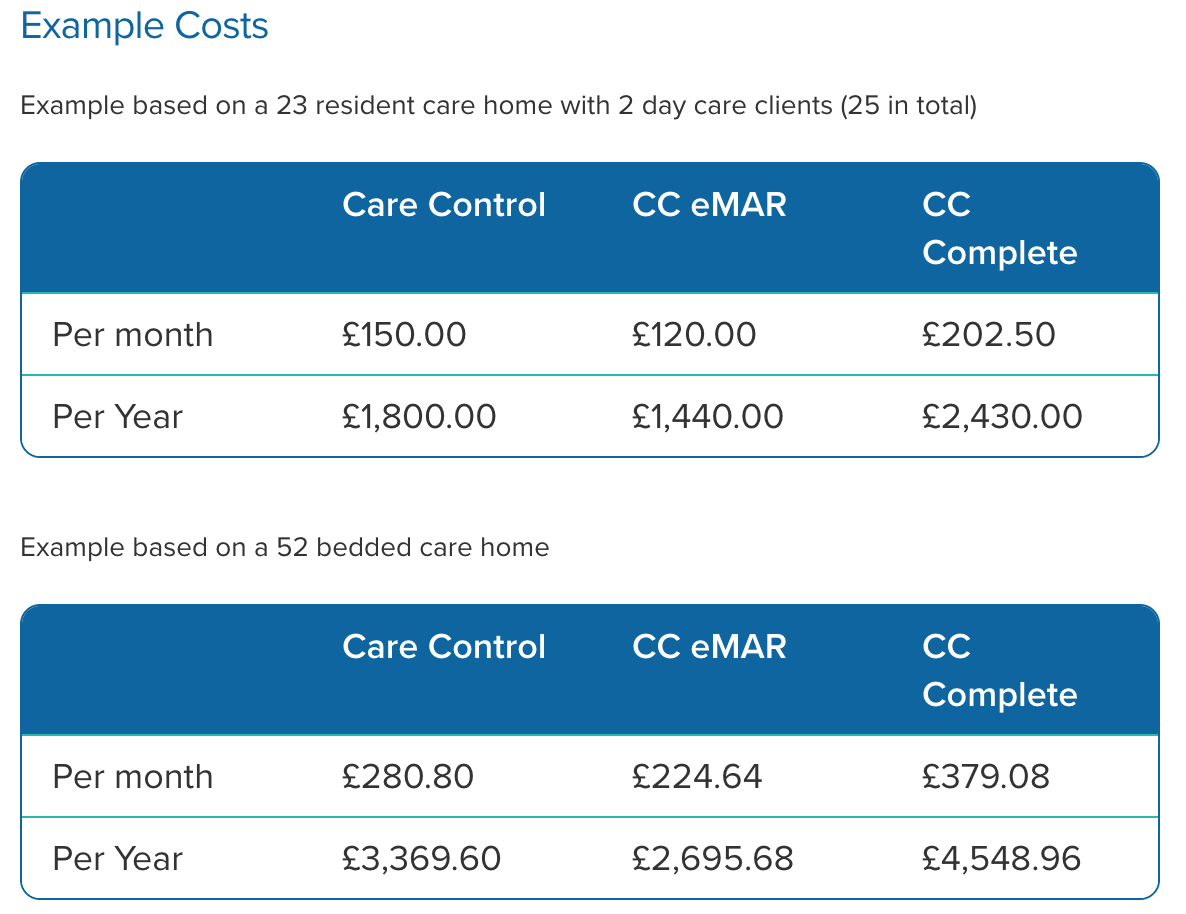 Example Costs
Example based on a 23 resident care home with 2 day care clients (25 in total)
Care Control CC eMAR CC
Complete
Per month £150.00 £120.00 £202.50
Per Year £1,800.00 £1,440.00 £2,430.00
Example based on a 52 bedded care home
Care Control CC eMAR CC
Complete
Per month £280.80 £224.64 £379.08
Per Year £3,369.60 £2,695.68 £4,548.96